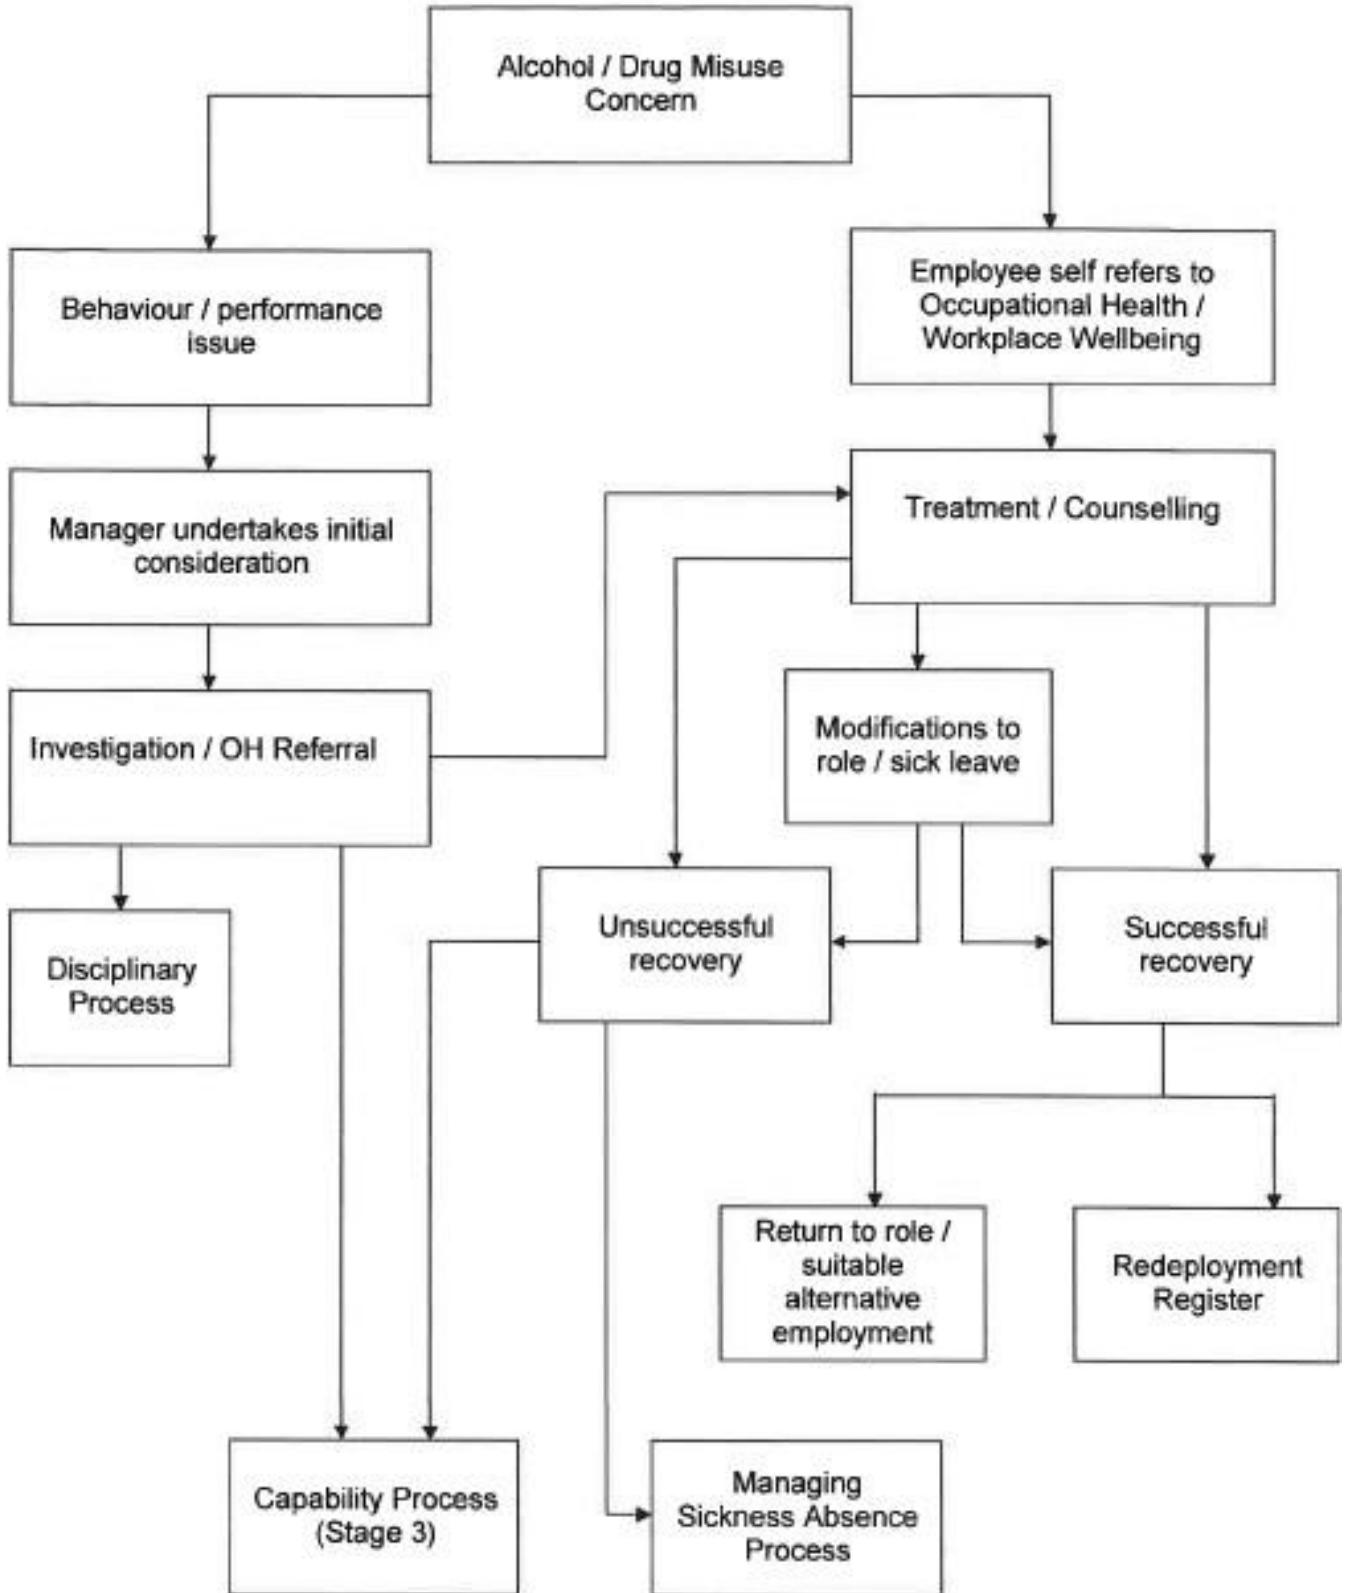 Alcohol / Drug Misuse
Concern
Behaviour / performance
issue
Employee self refers to
Occupational Health /
Workplace Wellbeing
Manager undertakes initial
consideration
Treatment / Counselling
Investigation / OH Referral
Modifications to
role / sick leave
Disciplinary
Process
Unsuccessful
recovery
Successful
recovery
Return to role /
suitable
alternative
employment
Redeployment
Register
Capability Process
(Stage 3)
Managing
Sickness Absence
Process